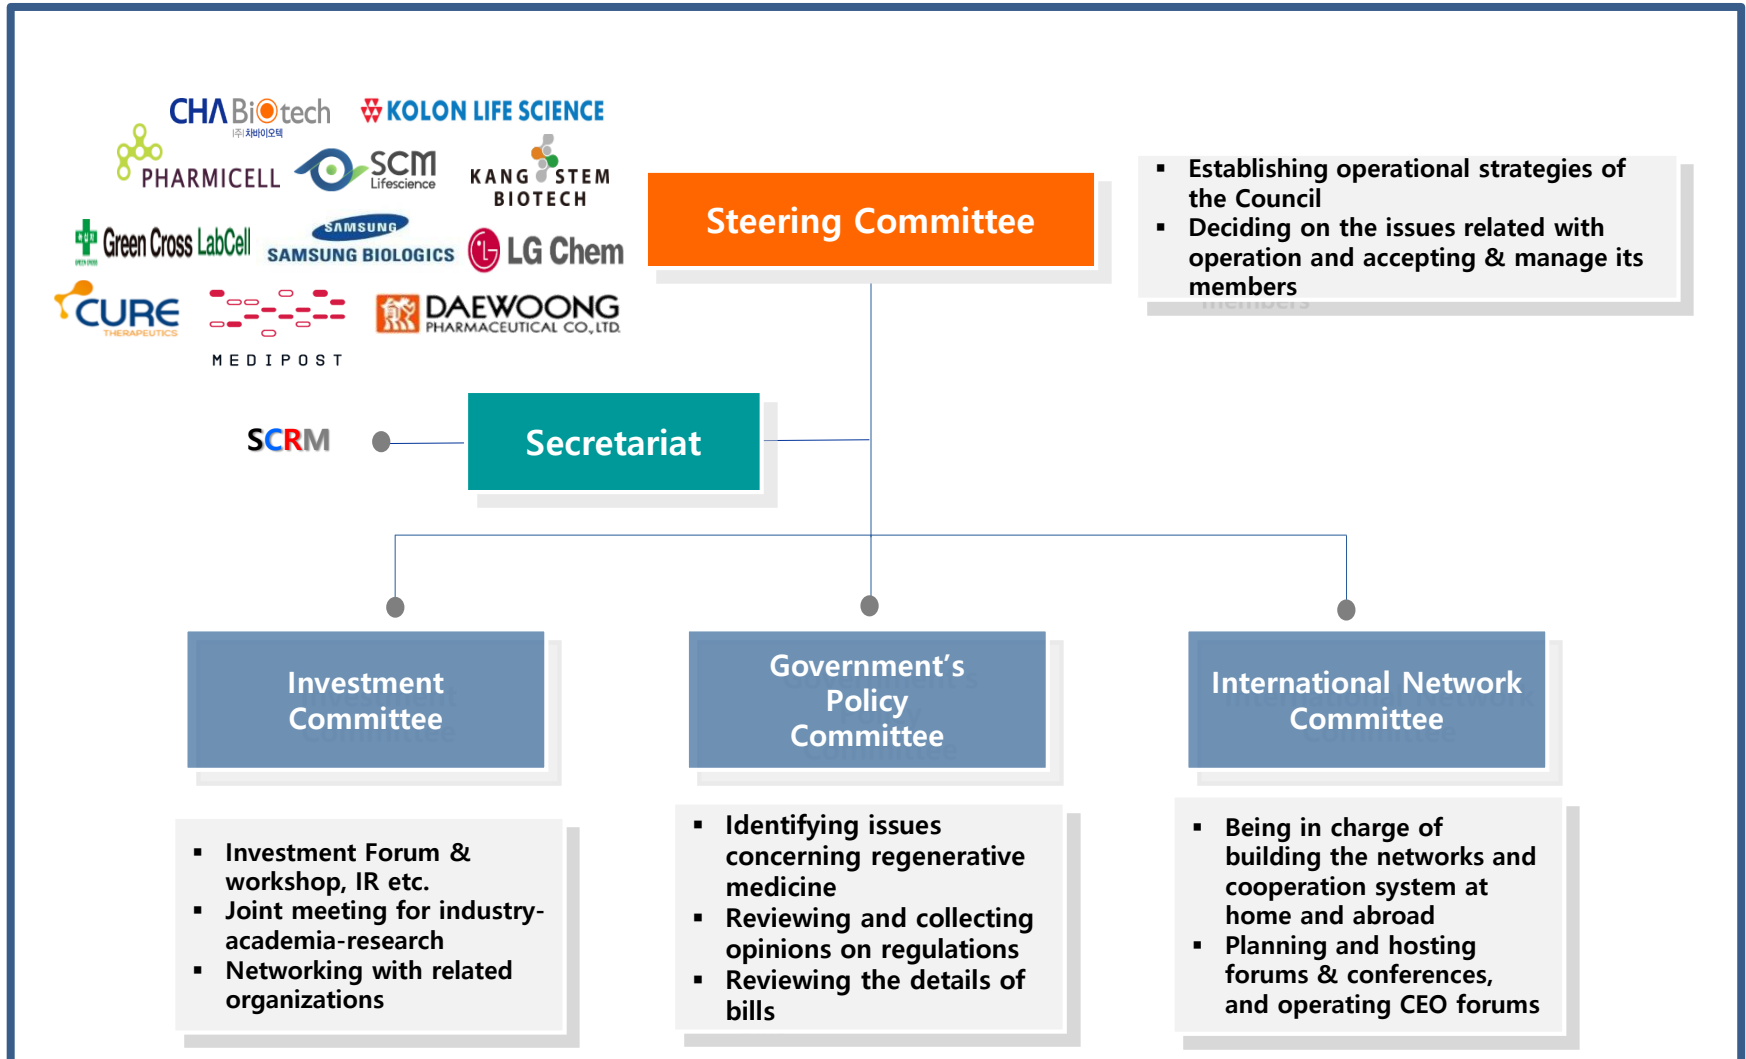 CHA Biotech
(주)차바이오텍
KOLON LIFE SCIENCE
PHARMICELL
SCM
Lifescience
KANG STEM
BIOTECH
Green Cross LabCell
SAMSUNG
SAMSUNG BIOLOGICS
LG Chem
CURE
THERAPEUTICS
MEDIPOST
DAEWOONG
PHARMACEUTICAL CO., LTD.
Steering Committee
▪ Establishing operational strategies of
the Council
▪ Deciding on the issues related with
operation and accepting & manage its
members
SCRM
Secretariat
Investment
Committee
Government's
Policy
Committee
International Network
Committee
▪ Investment Forum &
workshop, IR etc.
▪ Joint meeting for industry-
academia-research
▪ Networking with related
organizations
▪ Identifying issues
concerning regenerative
medicine
▪ Reviewing and collecting
opinions on regulations
▪ Reviewing the details of
bills
▪ Being in charge of
building the networks and
cooperation system at
home and abroad
▪ Planning and hosting
forums & conferences,
and operating CEO forums